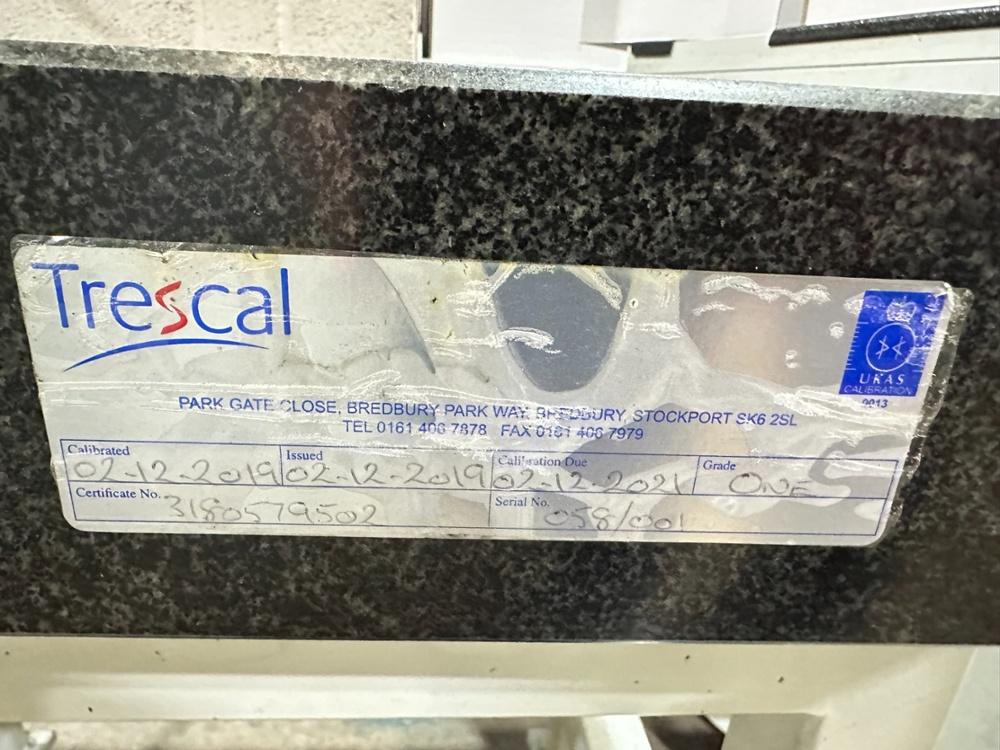 Trescal
UKAS
CALIBRATION
0013
PARK GATE CLOSE, BREDBURY PARK WAY, BREDBURY, STOCKPORT SK6 2SL
TEL 0161 406 7878 FAX 0161 406 7979
Calibrated 02-12-2019 Issued 02-12-2019 Calibration Due 02-12-2021 Grade ONE
Certificate No. 3180579502 Serial No. 058/001